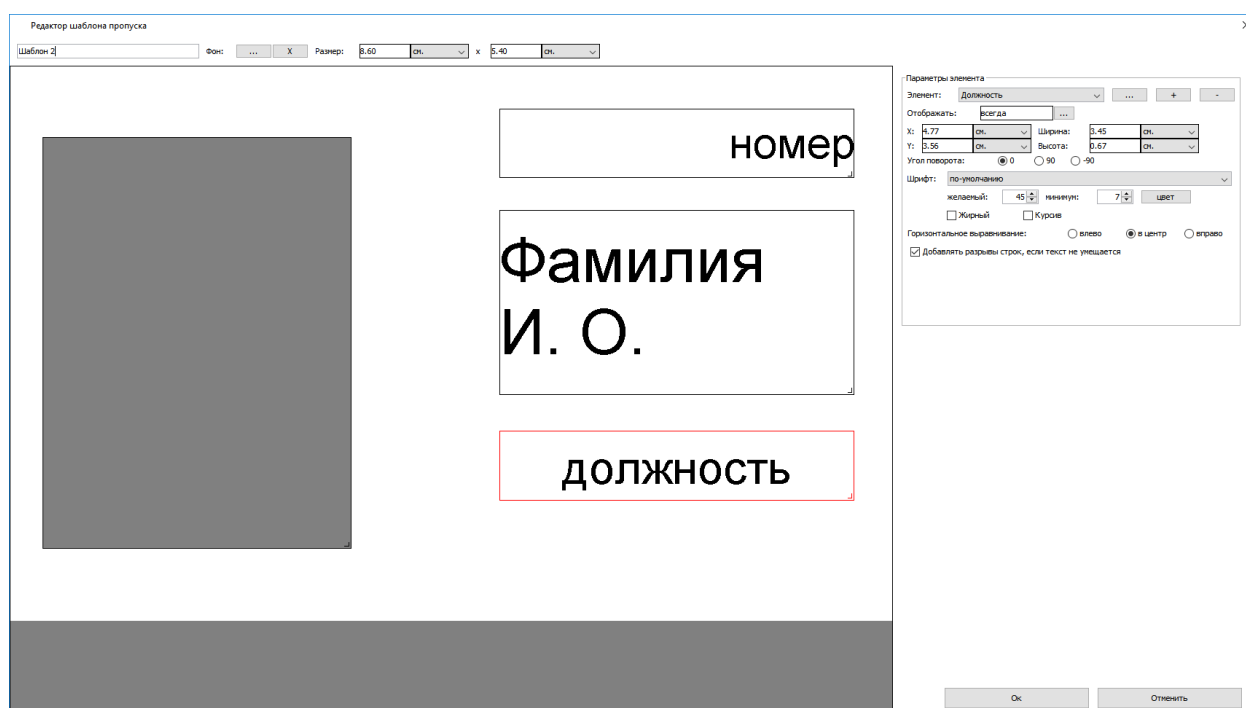 Редактор шаблона пропуска
Шаблон 2 Фон: ... X Размер: 8.60 см. x 5.40 см.
Параметры элемента
Элемент: Должность ... + -
Отображать: всегда ...
X: 4.77 см. Ширина: 3.45 см.
Y: 3.56 см. Высота: 0.67 см.
Угол поворота: 0 90 -90
Шрифт: по-умолчанию
желаемый: 45 минимум: 7 цвет
Жирный Курсив
Горизонтальное выравнивание: влево в центр вправо
Добавлять разрывы строк, если текст не умещается
номер
Фамилия
И. О.
должность
Ок Отменить